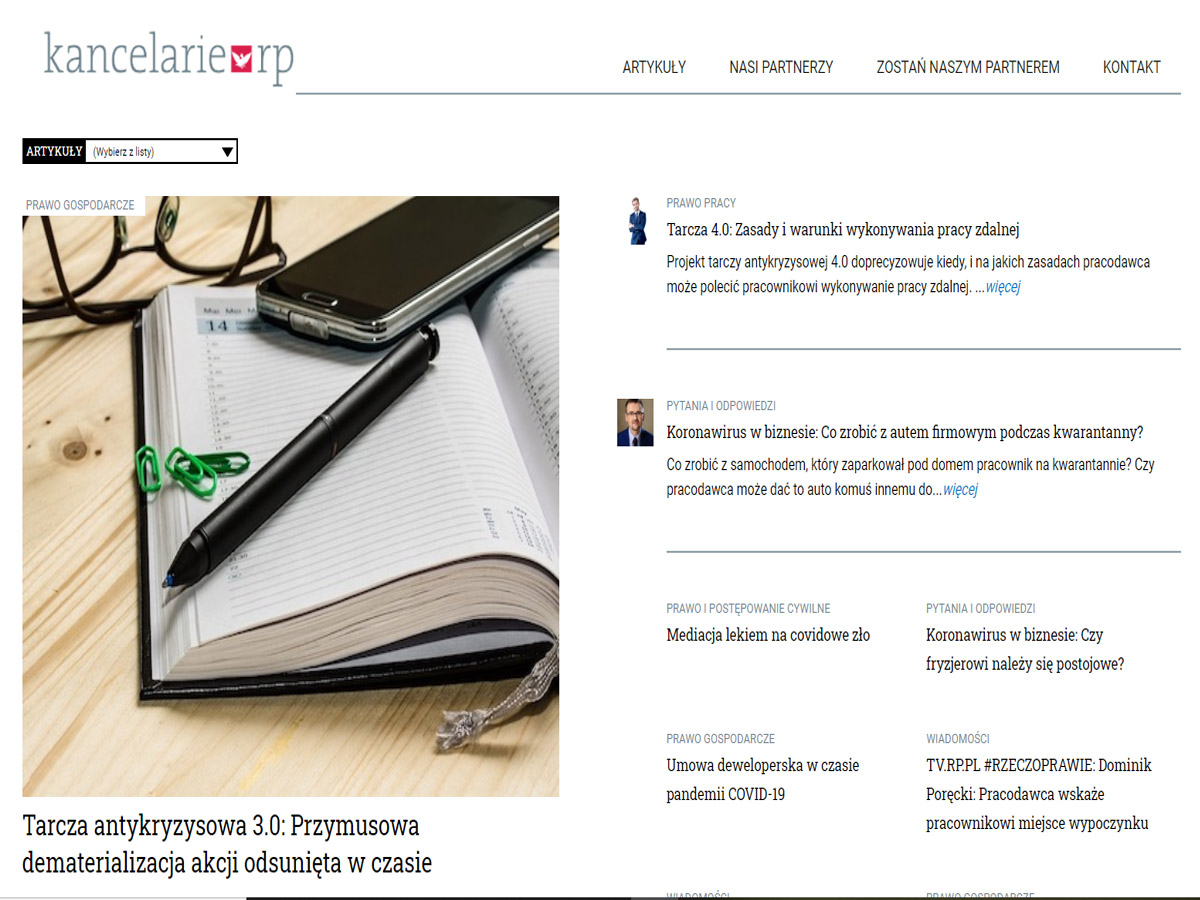 kancelarie rp
ARTYKUŁY
NASI PARTNERZY
ZOSTAŃ NASZYM PARTNEREM
KONTAKT
ARTYKUŁY (Wybierz z listy)
PRAWO GOSPODARCZE
14
Tarcza antykryzysowa 3.0: Przymusowa
dematerializacja akcji odsunięta w czasie
PRAWO PRACY
Tarcza 4.0: Zasady i warunki wykonywania pracy zdalnej
Projekt tarczy antykryzysowej 4.0 doprecyzowuje kiedy, i na jakich zasadach pracodawca
może polecić pracownikowi wykonywanie pracy zdalnej. ...więcej
PYTANIA I ODPOWIEDZI
Koronawirus w biznesie: Co zrobić z autem firmowym podczas kwarantanny?
Co zrobić z samochodem, który zaparkował pod domem pracownik na kwarantannie? Czy
pracodawca może dać to auto komuś innemu do...więcej
PRAWO I POSTĘPOWANIE CYWILNE
Mediacja lekiem na covidowe zło
PYTANIA I ODPOWIEDZI
Koronawirus w biznesie: Czy
fryzjerowi należy się postojowe?
PRAWO GOSPODARCZE
Umowa deweloperska w czasie
pandemii COVID-19
WIADOMOŚCI
TV.RP.PL #RZECZOPRAWIE: Dominik
Poręcki: Pracodawca wskaże
pracownikowi miejsce wypoczynku
WIADOMOŚCI
PRAWO GOSPODARCZE